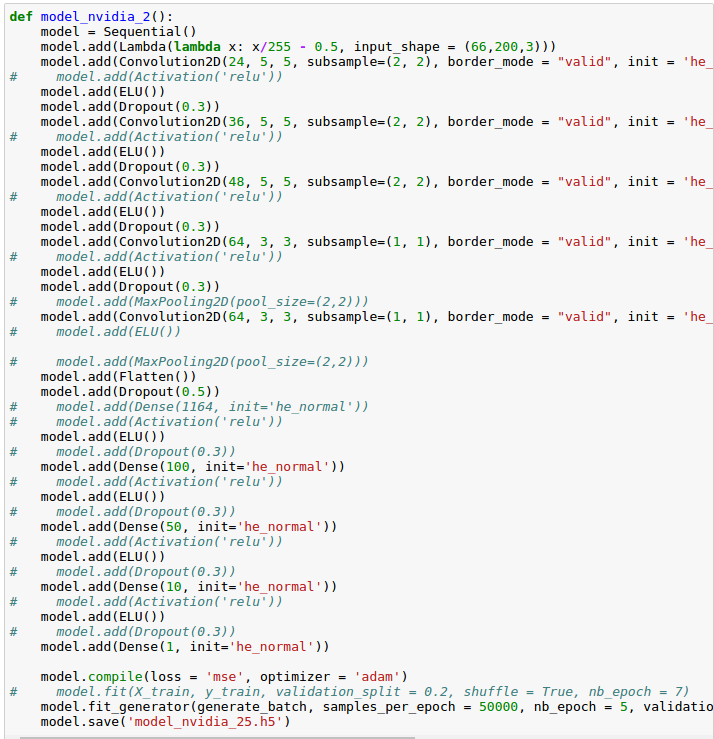 def model_nvidia_2():
    model = Sequential()
    model.add(Lambda(lambda x: x/255 - 0.5, input_shape = (66,200,3)))
    model.add(Convolution2D(24, 5, 5, subsample=(2, 2), border_mode = "valid", init = 'he_
#     model.add(Activation('relu'))
    model.add(ELU())
    model.add(Dropout(0.3))
    model.add(Convolution2D(36, 5, 5, subsample=(2, 2), border_mode = "valid", init = 'he_
#     model.add(Activation('relu'))
    model.add(ELU())
    model.add(Dropout(0.3))
    model.add(Convolution2D(48, 5, 5, subsample=(2, 2), border_mode = "valid", init = 'he_
#     model.add(Activation('relu'))
    model.add(ELU())
    model.add(Dropout(0.3))
    model.add(Convolution2D(64, 3, 3, subsample=(1, 1), border_mode = "valid", init = 'he_
#     model.add(Activation('relu'))
    model.add(ELU())
    model.add(Dropout(0.3))
#     model.add(MaxPooling2D(pool_size=(2,2)))
    model.add(Convolution2D(64, 3, 3, subsample=(1, 1), border_mode = "valid", init = 'he_
#     model.add(ELU())

#     model.add(MaxPooling2D(pool_size=(2,2)))
    model.add(Flatten())
    model.add(Dropout(0.5))
#     model.add(Dense(1164, init='he_normal'))
#     model.add(Activation('relu'))
    model.add(ELU())
#     model.add(Dropout(0.3))
    model.add(Dense(100, init='he_normal'))
#     model.add(Activation('relu'))
    model.add(ELU())
#     model.add(Dropout(0.3))
    model.add(Dense(50, init='he_normal'))
#     model.add(Activation('relu'))
    model.add(ELU())
#     model.add(Dropout(0.3))
    model.add(Dense(10, init='he_normal'))
#     model.add(Activation('relu'))
    model.add(ELU())
#     model.add(Dropout(0.3))
    model.add(Dense(1, init='he_normal'))

    model.compile(loss = 'mse', optimizer = 'adam')
#     model.fit(X_train, y_train, validation_split = 0.2, shuffle = True, nb_epoch = 7)
    model.fit_generator(generate_batch, samples_per_epoch = 50000, nb_epoch = 5, validatio
    model.save('model_nvidia_25.h5')